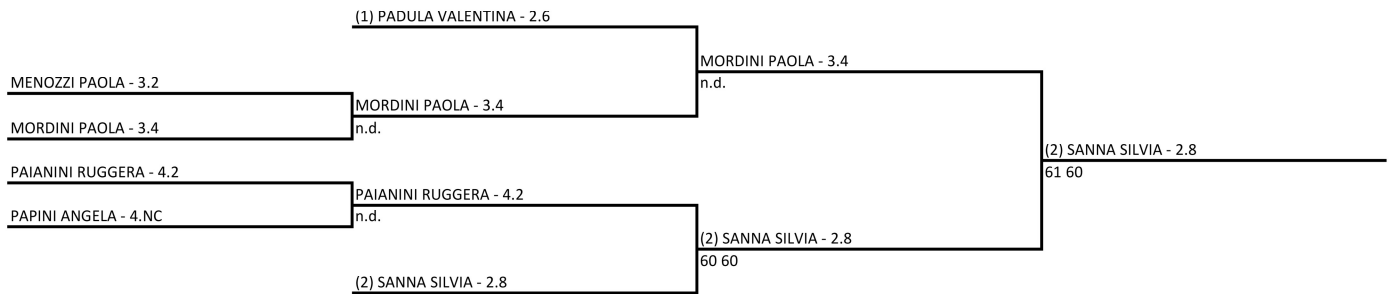 (1) PADULA VALENTINA - 2.6
MORDINI PAOLA - 3.4
n.d.
MENOZZI PAOLA - 3.2
MORDINI PAOLA - 3.4
n.d.
MORDINI PAOLA - 3.4
(2) SANNA SILVIA - 2.8
61 60
PAIANINI RUGGERA - 4.2
PAIANINI RUGGERA - 4.2
n.d.
PAPINI ANGELA - 4.NC
(2) SANNA SILVIA - 2.8
60 60
(2) SANNA SILVIA - 2.8